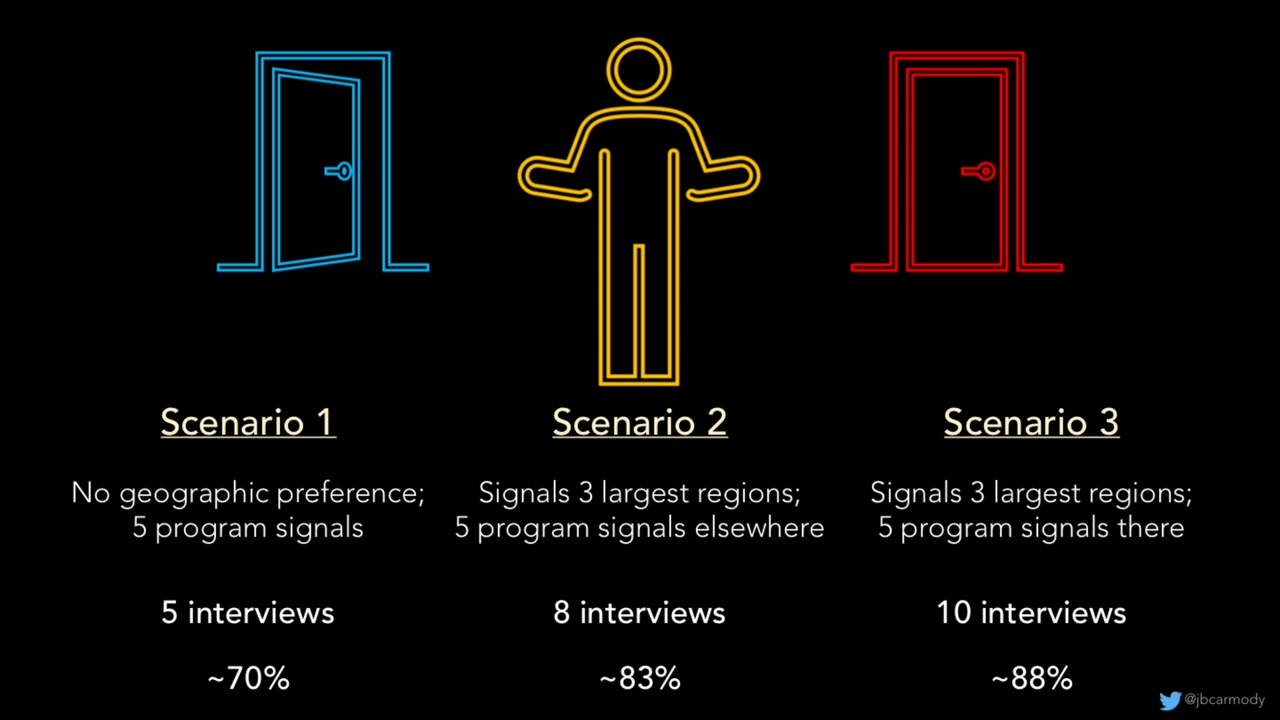 Scenario 1
No geographic preference;
5 program signals
5 interviews
~70%
Scenario 2
Signals 3 largest regions;
5 program signals elsewhere
8 interviews
~83%
Scenario 3
Signals 3 largest regions;
5 program signals there
10 interviews
~88%
@jbcarmody